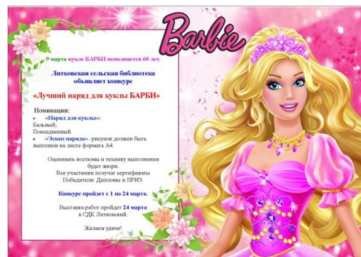 Barbie
9 марта кукле БАРБИ исполняется 60 лет.
Литковская сельская библиотека
объявляет конкурс
«Лучший наряд для куклы БАРБИ»
Номинации:
• «Наряд для куклы»:
Бальный;
Повседневный.
• «Эскиз наряда» - рисунок должен быть
выполнен на листе формата А4.
Оценивать костюмы и технику выполнения
будет жюри.
Все участники получат сертификаты
Победители Дипломы и ПРИЗ.
Конкурс пройдет с 1 по 24 марта.
Выставка работ пройдет 24 марта
в СДК Литковский.
Желаем удачи!